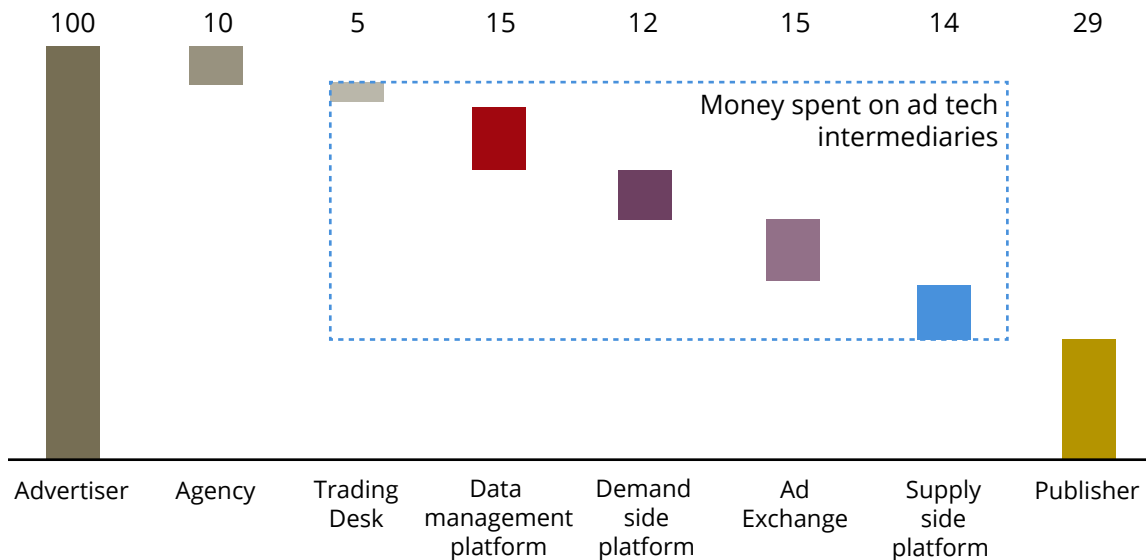 100 10 5 15 12 15 14 29
Money spent on ad tech
intermediaries
Advertiser
Agency
Trading
Desk
Data
management
platform
Demand
side
platform
Ad
Exchange
Supply
side
platform
Publisher